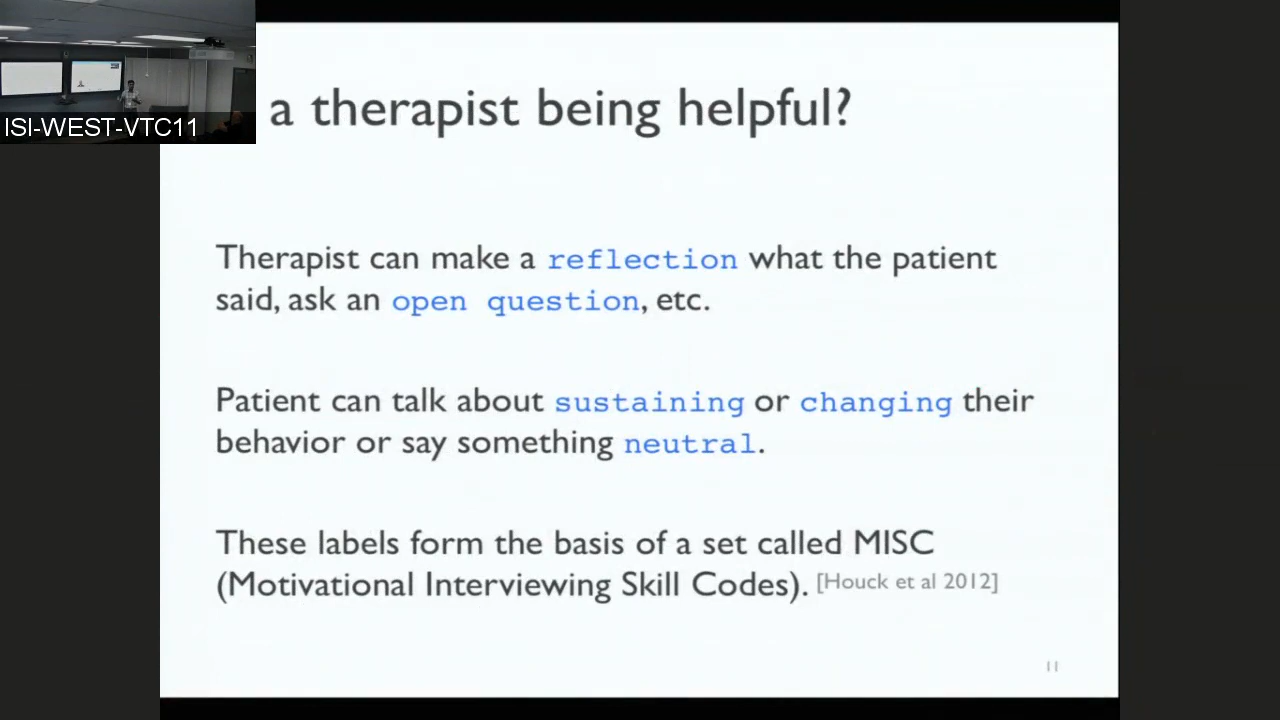 ISI-WEST-VTC11
a therapist being helpful?
Therapist can make a reflection what the patient
said, ask an open question, etc.
Patient can talk about sustaining or changing their
behavior or say something neutral.
These labels form the basis of a set called MISC
(Motivational Interviewing Skill Codes). [Houck et al 2012]
11